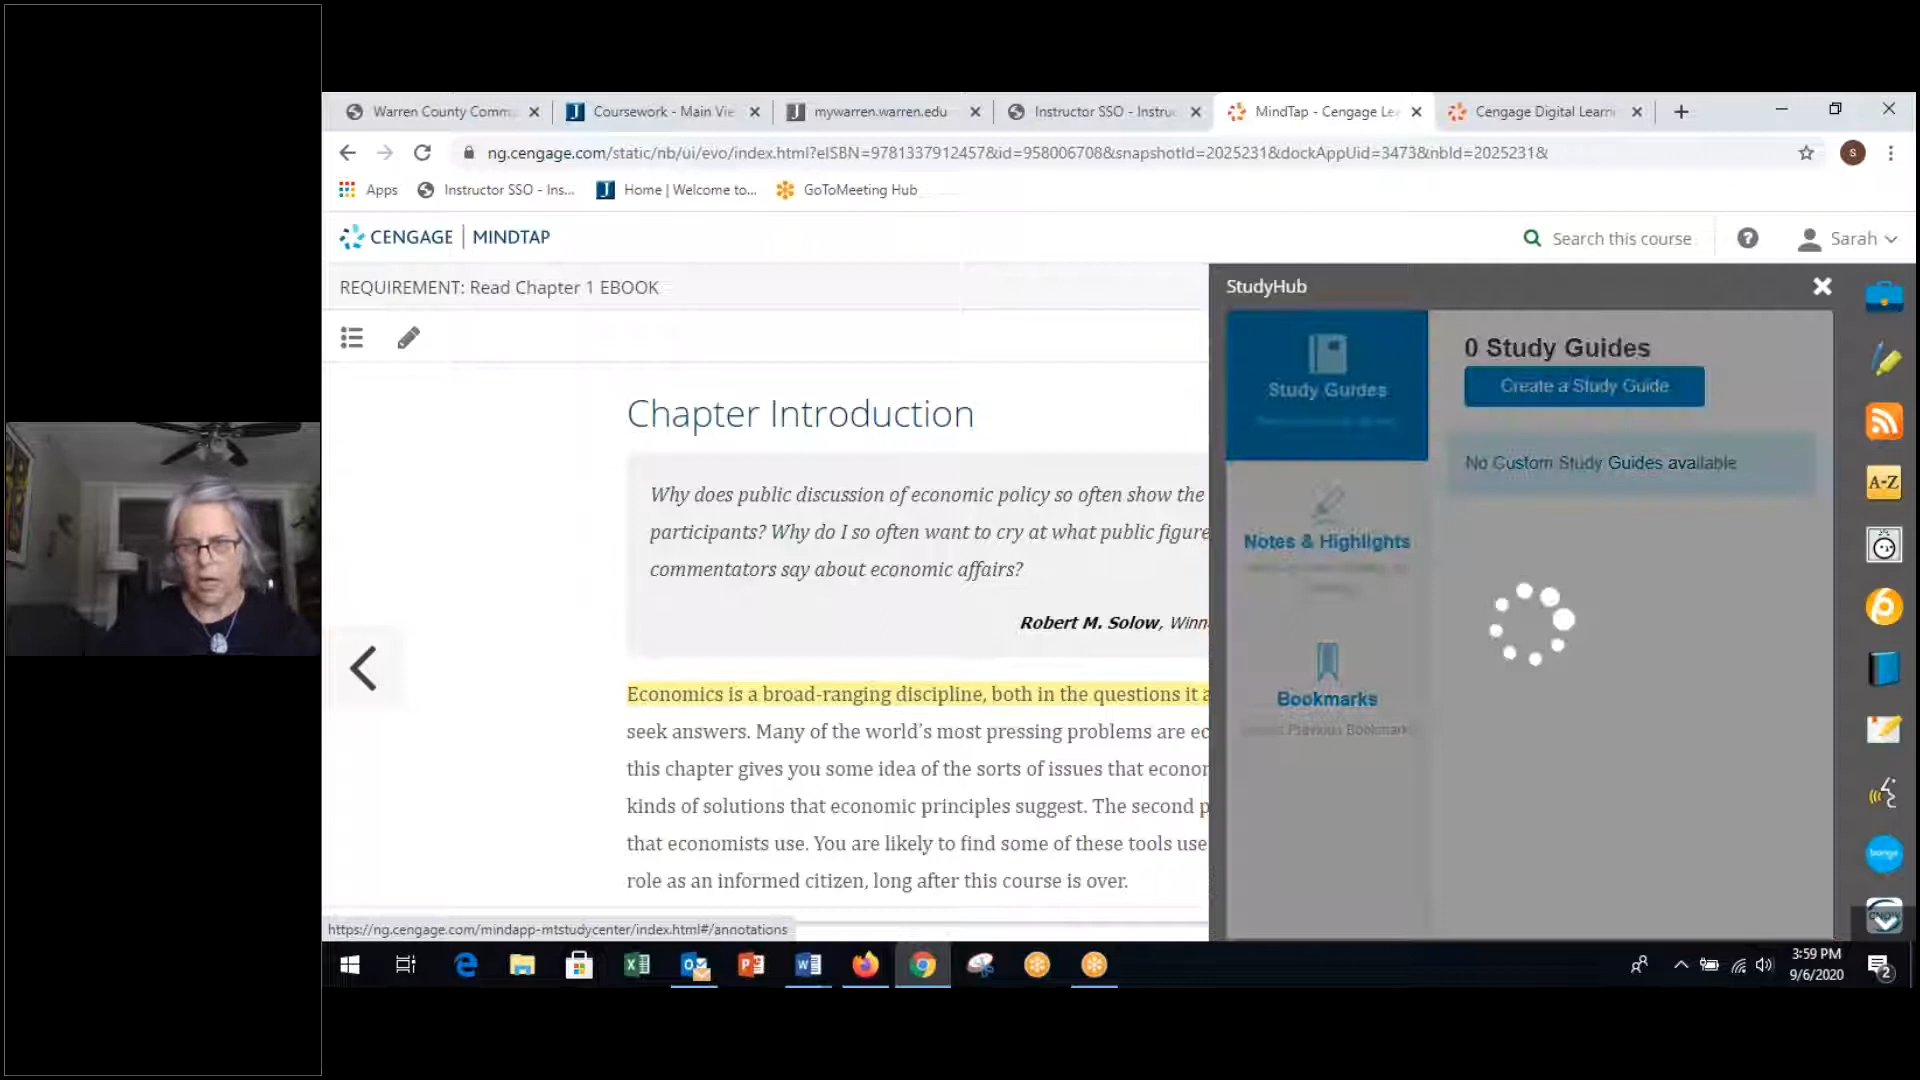 Warren County Comm
Coursework - Main Vie
mywarren.warren.edu
Instructor SSO - Instruc
MindTap - Cengage Le
Cengage Digital Learni
ng.cengage.com/static/nb/ui/evo/index.html?eISBN=9781337912457&id=958006708&snapshotId=2025231&dockAppUid=3473&nbId=2025231&
S
Apps
Instructor SSO - Ins...
Home | Welcome to...
GoToMeeting Hub
CENGAGE | MINDTAP
Search this course
Sarah
REQUIREMENT: Read Chapter 1 EBOOK
Chapter Introduction
Why does public discussion of economic policy so often show the
participants? Why do I so often want to cry at what public figure
commentators say about economic affairs?
Robert M. Solow, Winn
Economics is a broad-ranging discipline, both in the questions it a
seek answers. Many of the world's most pressing problems are ec
this chapter gives you some idea of the sorts of issues that econor
kinds of solutions that economic principles suggest. The second p
that economists use. You are likely to find some of these tools use
role as an informed citizen, long after this course is over.
StudyHub
Study Guides
0 Study Guides
Create a Study Guide
No Custom Study Guides available
Notes & Highlights
Bookmarks
Previous Bookmark
A-Z
bongo
CNOW
https://ng.cengage.com/mindapp-mtstudycenter/index.html#/annotations
3:59 PM
9/6/2020
2